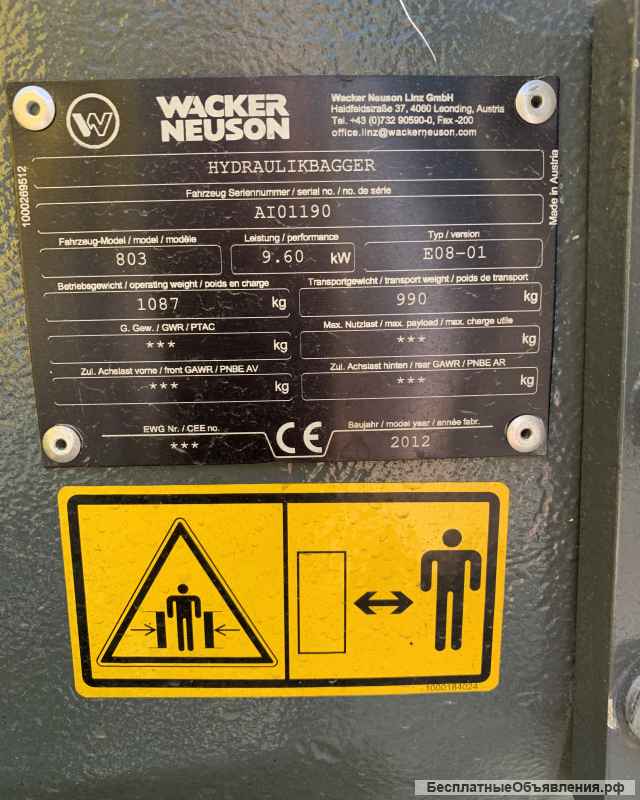 WACKER
NEUSON
Wacker Neuson Linz GmbH
Haidfeldstraße 37, 4060 Leonding, Austria
Tel. +43 (0)732 90590-0, Fax -200
office.linz@wackerneuson.com
1000269512
Made in Austria
HYDRAULIKBAGGER
Fahrzeug Seriennummer / serial no. / no. de série
AI01190
Fahrzeug-Model / model / modèle
803
Leistung / performance
9.60 kW
Typ / version
E08-01
Betriebsgewicht / operating weight / poids en charge
1087 kg
Transportgewicht / transport weight / poids de transport
990 kg
G. Gew. / GWR / PTAC
*** kg
Max. Nutzlast / max. payload / max. charge utile
*** kg
Zul. Achslast vorne / front GAWR / PNBE AV
*** kg
Zul. Achslast hinten / rear GAWR / PNBE AR
*** kg
EWG Nr. / CEE no.
***
CE
Baujahr / model year / année fabr.
2012
1000184024
БесплатныеОбъявления.рф